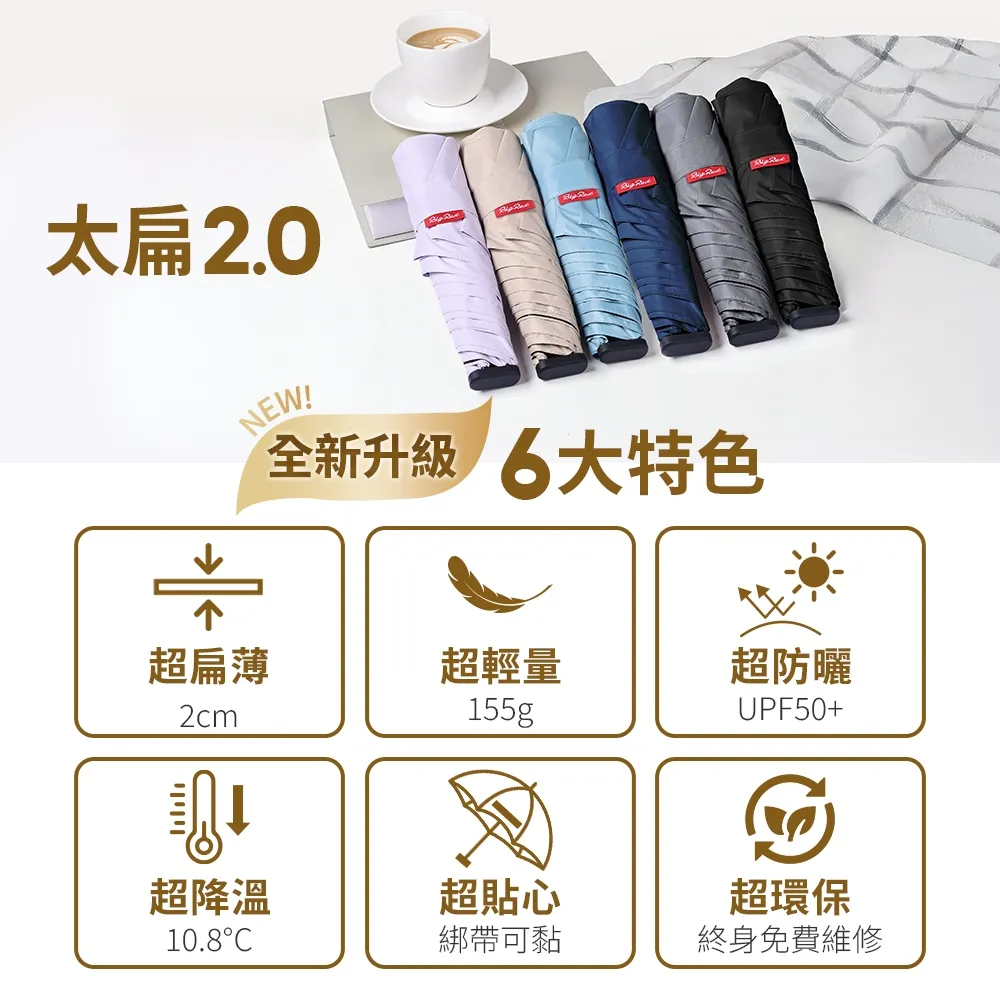 太扁2.0
NEW!
全新升級
6大特色
超扁薄
2cm
超輕量
155g
超防曬
UPF50+
超降溫
10.8°C
超貼心
綁帶可黏
超環保
終身免費維修